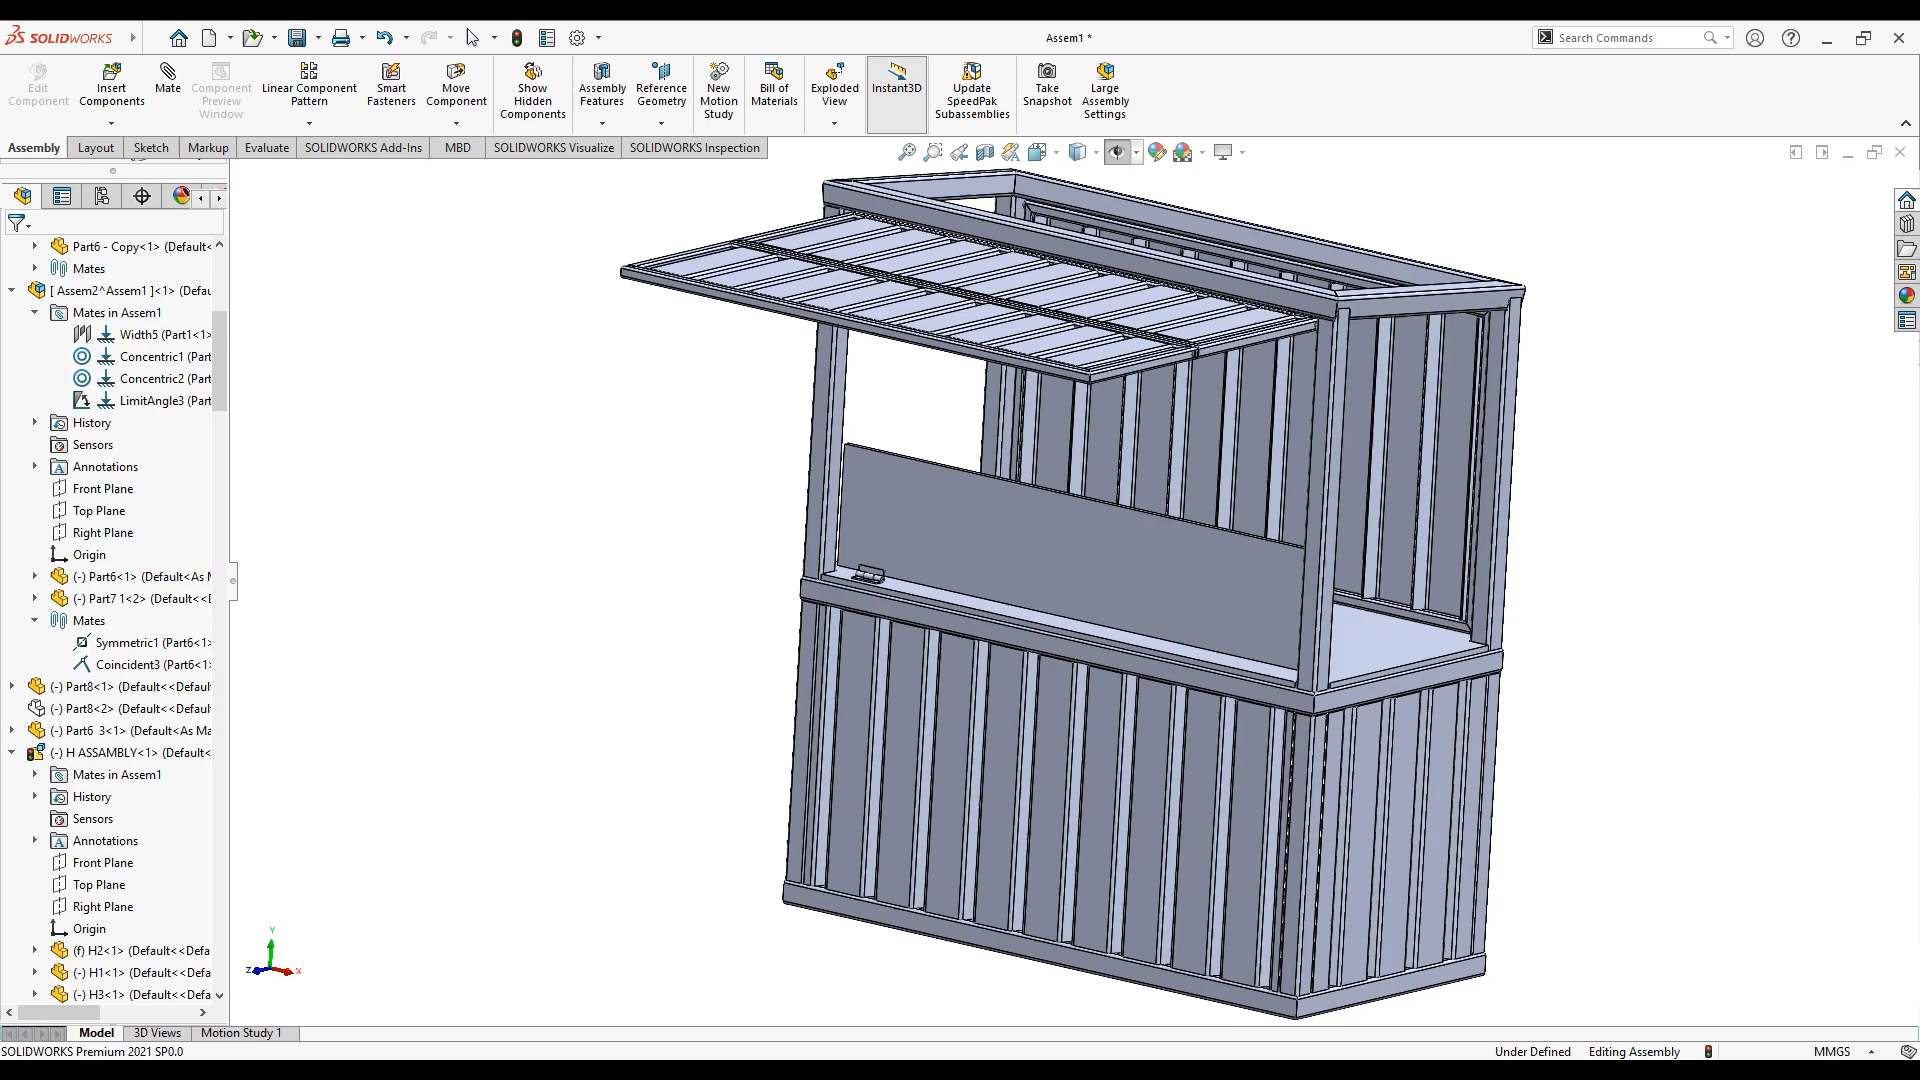 SOLIDWORKS
Assem1 *
Search Commands
Edit Component
Insert Components
Mate
Component Preview Window
Linear Component Pattern
Smart Fasteners
Move Component
Show Hidden Components
Assembly Features
Reference Geometry
New Motion Study
Bill of Materials
Exploded View
Instant3D
Update SpeedPak Subassemblies
Take Snapshot
Large Assembly Settings
Assembly
Layout
Sketch
Markup
Evaluate
SOLIDWORKS Add-Ins
MBD
SOLIDWORKS Visualize
SOLIDWORKS Inspection
Part6 - Copy<1> (Default<
Mates
[ Assem2^Assem1 ]<1> (Defau
Mates in Assem1
Width5 (Part1<1>
Concentric1 (Part
Concentric2 (Part
LimitAngle3 (Part
History
Sensors
Annotations
Front Plane
Top Plane
Right Plane
Origin
(-) Part6<1> (Default<As M
(-) Part7 1<2> (Default<<D
Mates
Symmetric1 (Part6<1>
Coincident3 (Part6<1>
(-) Part8<1> (Default<<Defaul
(-) Part8<2> (Default<<Defaul
(-) Part6 3<1> (Default<As Ma
(-) H ASSAMBLY<1> (Default<
Mates in Assem1
History
Sensors
Annotations
Front Plane
Top Plane
Right Plane
Origin
(f) H2<1> (Default<<Defa
(-) H1<1> (Default<<Defa
(-) H3<1> (Default<<Defa
Y
Z
X
Model
3D Views
Motion Study 1
SOLIDWORKS Premium 2021 SP0.0
Under Defined
Editing Assembly
MMGS